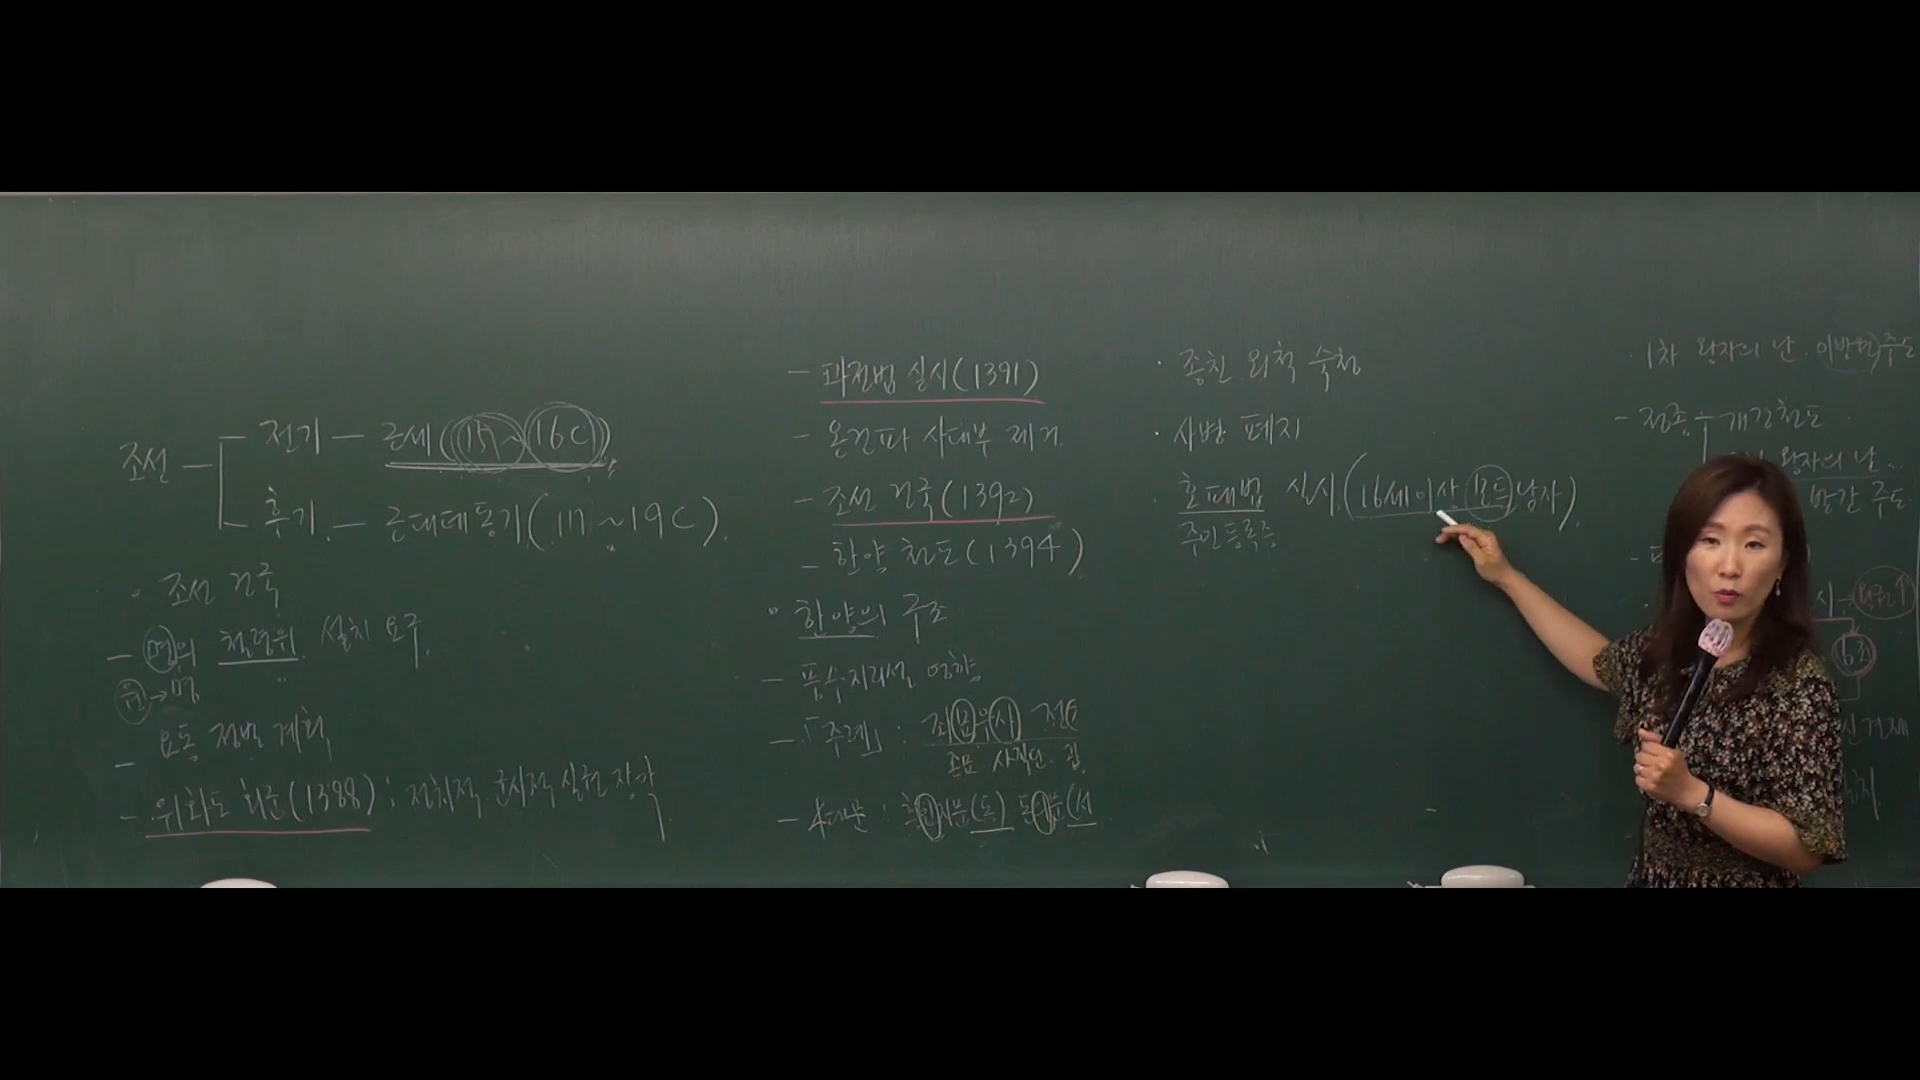 조선
전기 — 근세(15~16C)
후기 — 근대태동기(17~19C)
• 조선 건국
- 명의 철령위 설치 요구
원→명
- 요동 정벌 계획
- 위화도 회군(1388) : 정치적 군사적 실권 장악
- 과전법 실시(1391)
- 온건파 사대부 제거
- 조선 건국(1392)
- 한양 천도(1394)
• 한양의 구조
- 풍수지리설 영향
- 「주례」 : 좌묘우사
종묘 사직단
- 4대문 : 흥인지문(동) 돈의문(서
· 종친 외척 숙청
· 사병 폐지
· 호패법 실시(16세이상 모든 남자)
주민등록증
· 1차 왕자의 난 이방원 주도
- 정종 - 개경천도
왕자의 난
방간 주도
6조